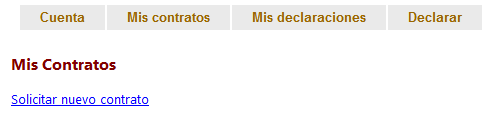 Cuenta Mis contratos Mis declaraciones Declarar
Mis Contratos
Solicitar nuevo contrato